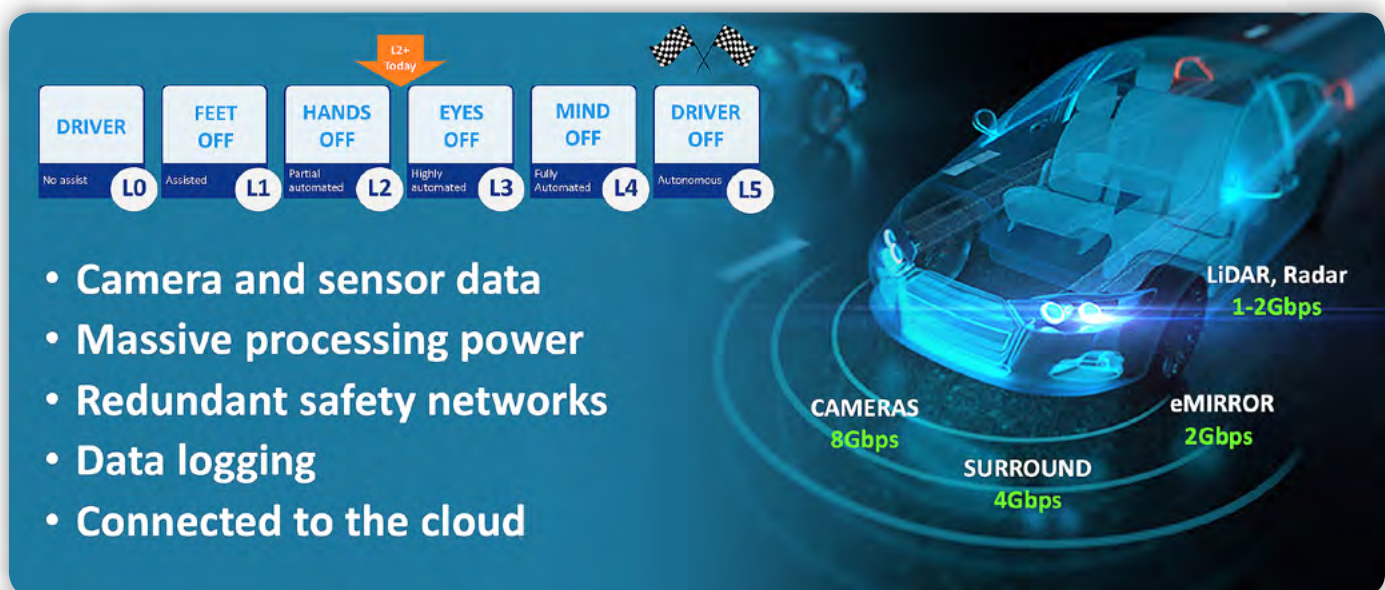 L2+
Today
DRIVER
No assist
L0
FEET
OFF
Assisted
L1
HANDS
OFF
Partial
automated
L2
EYES
OFF
Highly
automated
L3
MIND
OFF
Fully
Automated
L4
DRIVER
OFF
Autonomous
L5
• Camera and sensor data
• Massive processing power
• Redundant safety networks
• Data logging
• Connected to the cloud
LiDAR, Radar
1-2Gbps
CAMERAS
8Gbps
eMIRROR
2Gbps
SURROUND
4Gbps